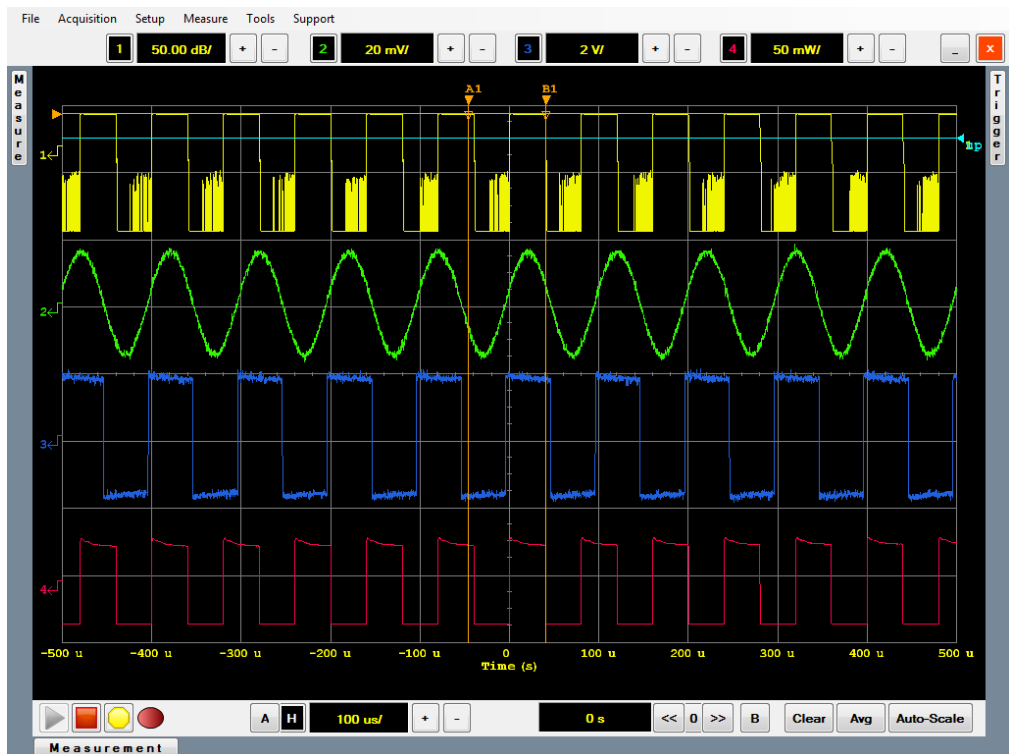 File Acquisition Setup Measure Tools Support
1 50.00 dB/ + - 2 20 mV/ + - 3 2 V/ + - 4 50 mW/ + - _ X
Measure
Trigger
A1 B1
1
2
3
4
-500 u -400 u -300 u -200 u -100 u 0 100 u 200 u 300 u 400 u 500 u
Time (s)
A H 100 us/ + - 0 s << 0 >> B Clear Avg Auto-Scale
Measurement